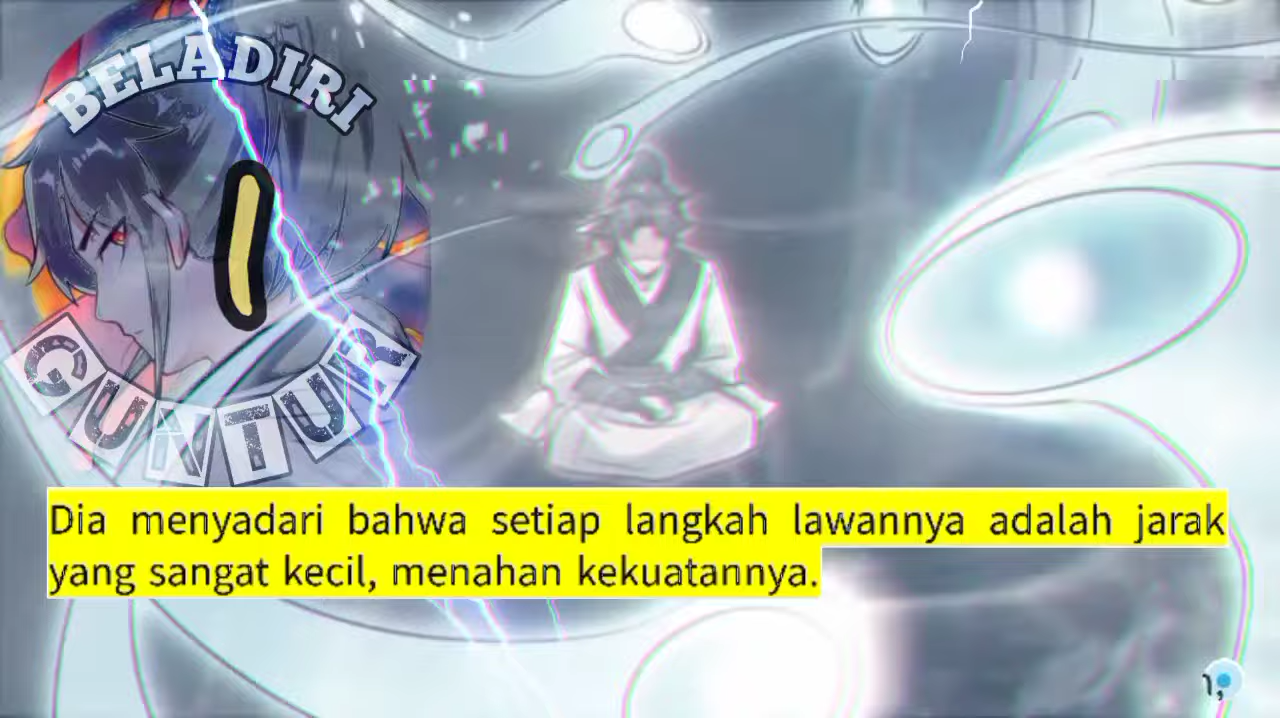 BELADIRI
GUNTUR
Dia menyadari bahwa setiap langkah lawannya adalah jarak
yang sangat kecil, menahan kekuatannya.